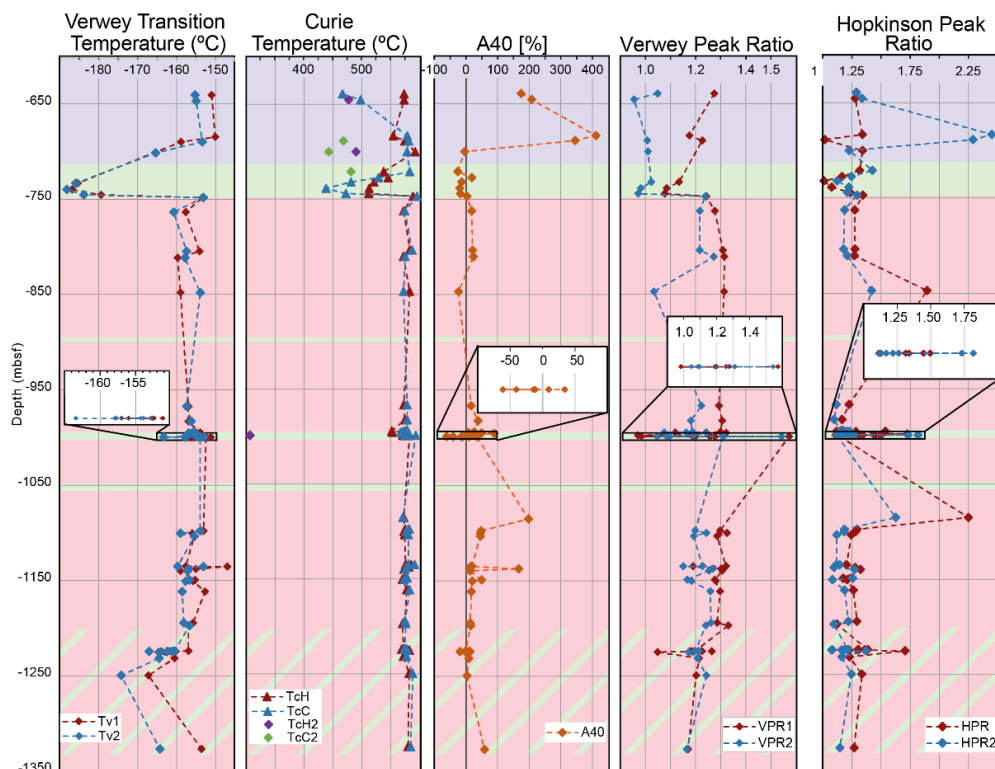 Verwey Transition
Temperature (ºC)
Curie
Temperature (ºC)
A40 [%]
Verwey Peak Ratio
Hopkinson Peak
Ratio
-180 -170 -160 -150
400 500
-100 0 100 200 300 400
1.0 1.2 1.4 1.5
1 1.25 1.75 2.25
Depth (mbsf)
-650
-750
-850
-950
-1050
-1150
-1250
-1350
-160 -155
-50 0 50
1.0 1.2 1.4
1.25 1.50 1.75
Tv1
Tv2
TcH
TcC
TcH2
TcC2
A40
VPR1
VPR2
HPR
HPR2